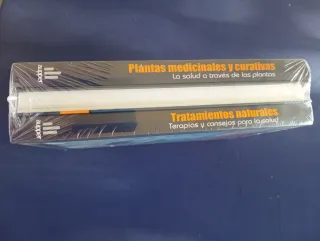 Plantas medicinales y curativas
La salud a través de las plantas
Tratamientos naturales
Terapias y consejos para la salud